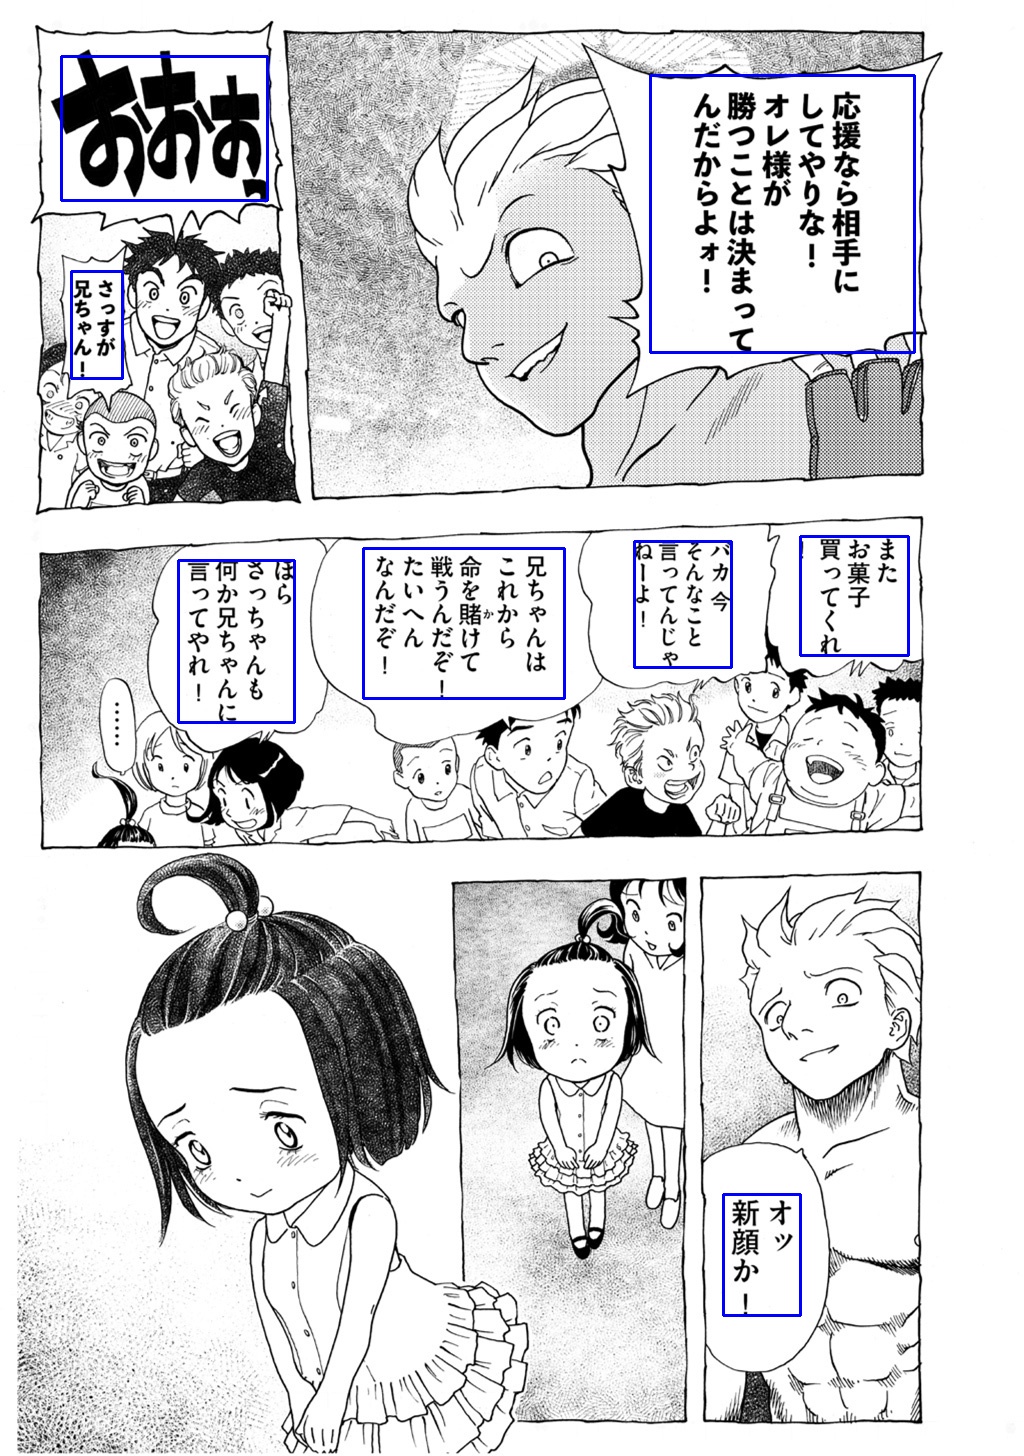 応援なら相手に
してやりな！
オレ様が
勝つことは決まって
んだからよォ！
おおおっ
さっすが
兄ちゃん！
また
お菓子
買ってくれ
！
バカ今
そんなこと
言ってんじゃ
ねーよ！
兄ちゃんは
これから
命を賭けて
か
戦うんだぞ！
たいへん
なんだぞ！
ほら
さっちゃんも
何か兄ちゃんに
言ってやれ！
……
オッ
新顔か！